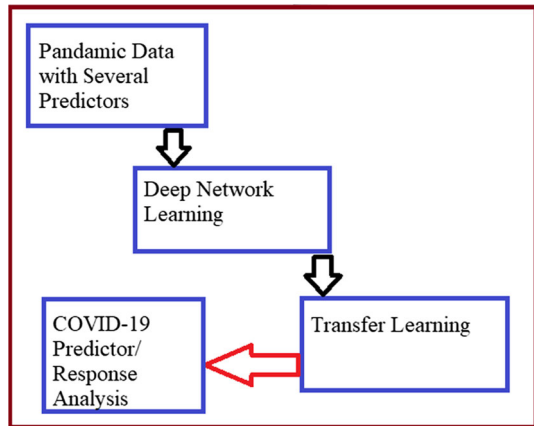 Pandamic Data
with Several
Predictors
Deep Network
Learning
Transfer Learning
COVID-19
Predictor/
Response
Analysis